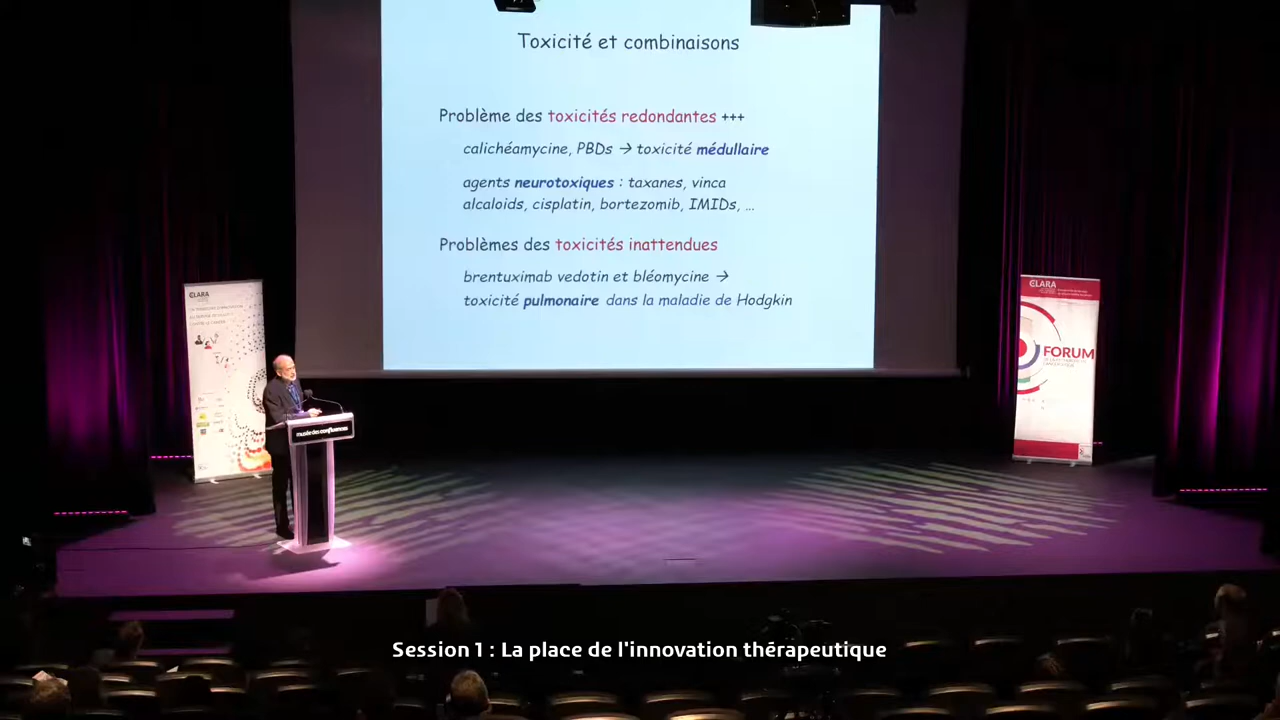 Toxicité et combinaisons
Problème des toxicités redondantes +++
calichéamycine, PBDs → toxicité médullaire
agents neurotoxiques : taxanes, vinca
alcaloids, cisplatin, bortezomib, IMIDs, …
Problèmes des toxicités inattendues
brentuximab vedotin et bléomycine →
toxicité pulmonaire dans la maladie de Hodgkin
CLARA
CLARA
FORUM
musée des confluences
Session 1 : La place de l'innovation thérapeutique